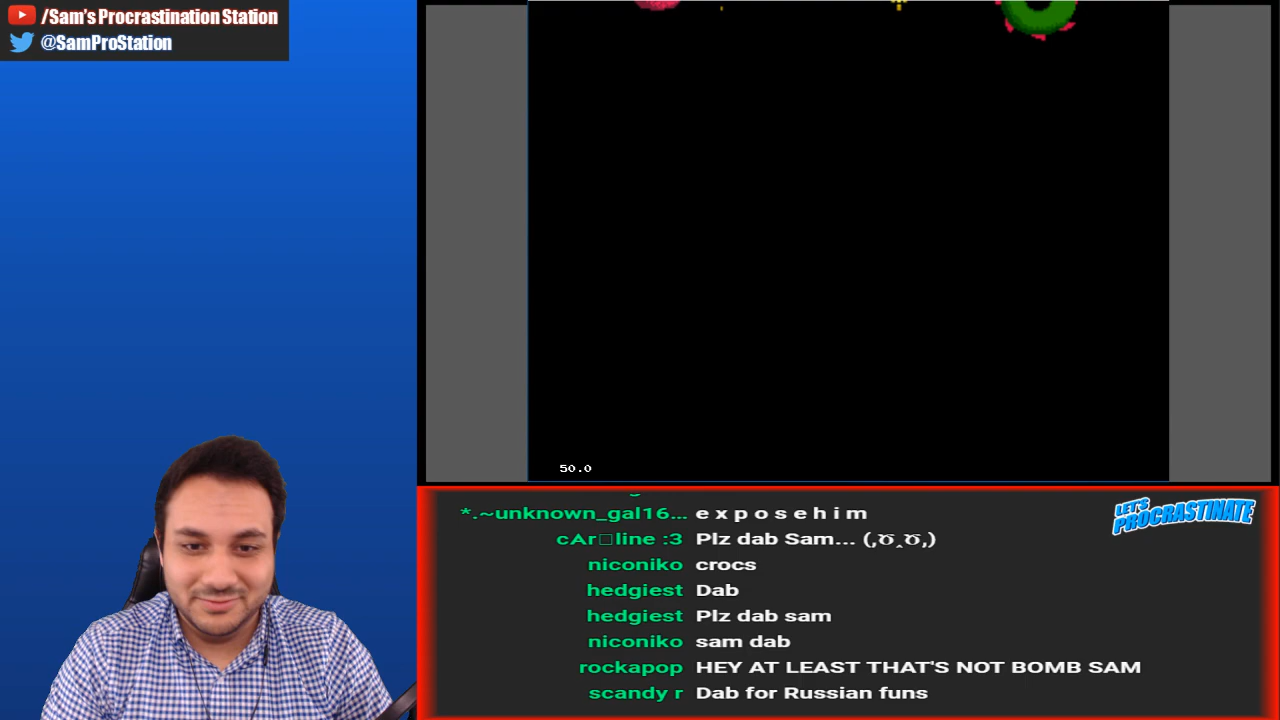 /Sam's Procrastination Station
@SamProStation
50.0
*.~unknown_gal16... e x p o s e h i m
cAr□line :3 Plz dab Sam... (,Ծ‸Ծ,)
niconiko crocs
hedgiest Dab
hedgiest Plz dab sam
niconiko sam dab
rockapop HEY AT LEAST THAT'S NOT BOMB SAM
scandy r Dab for Russian funs
LET'S
PROCRASTINATE